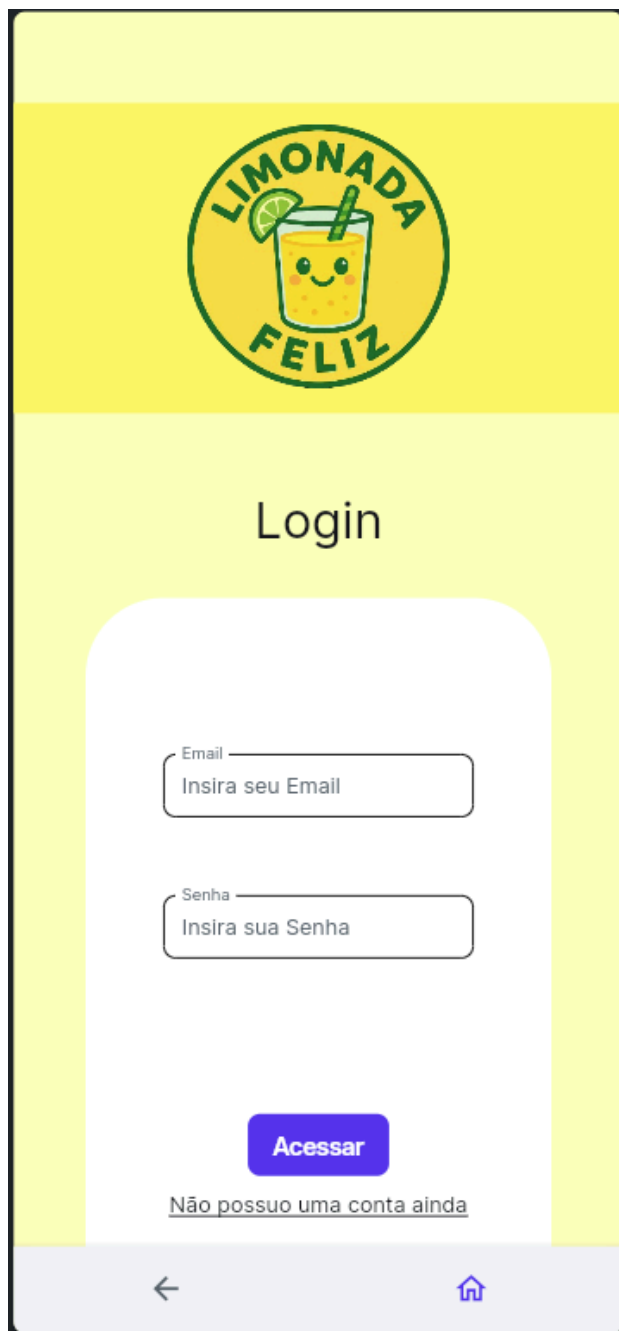 LIMONADA
FELIZ
Login
Email
Insira seu Email
Senha
Insira sua Senha
Acessar
Não possuo uma conta ainda